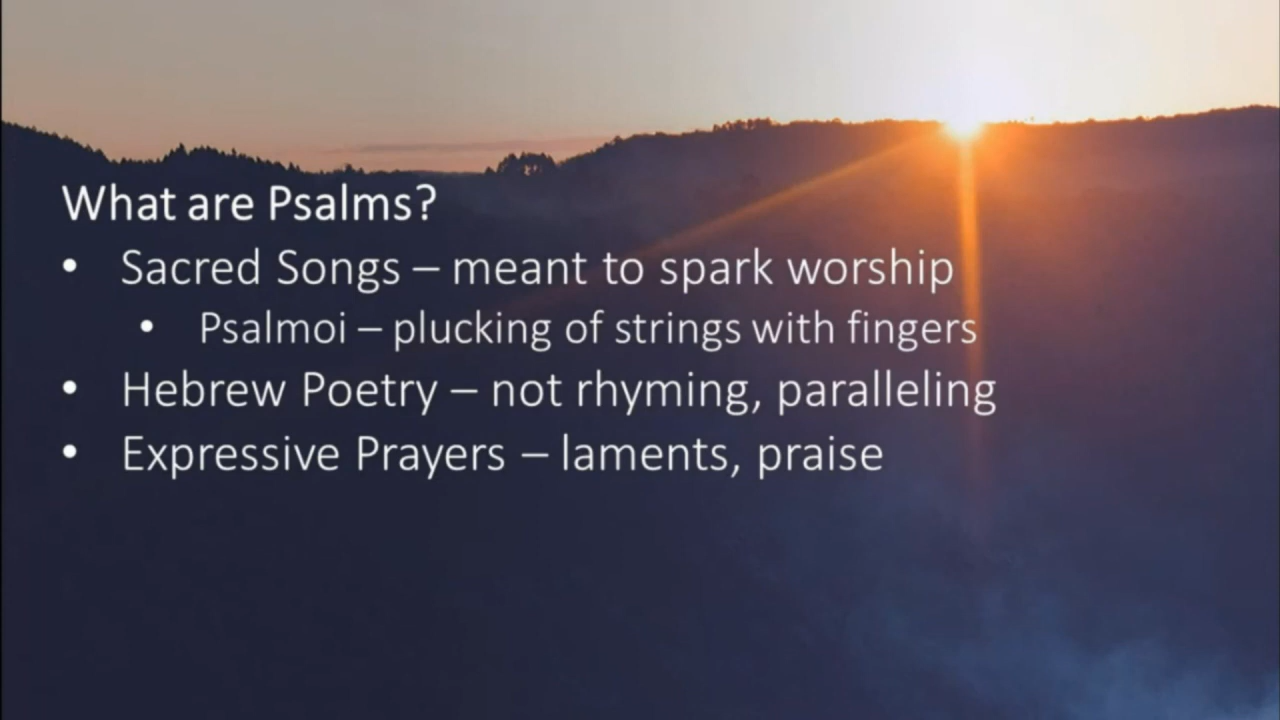 What are Psalms?
• Sacred Songs – meant to spark worship
• Psalmoi – plucking of strings with fingers
• Hebrew Poetry – not rhyming, paralleling
• Expressive Prayers – laments, praise